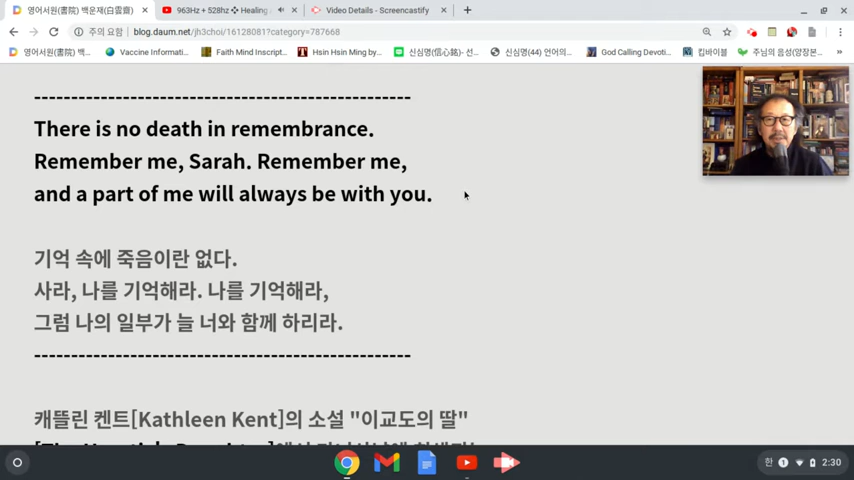 영어서원(書院) 백운재(白雲齋)
963Hz + 528hz ❖ Healing
Video Details - Screencastify
주의 요함
blog.daum.net/jh3choi/16128081?category=787668
영어서원(書院) 백...
Vaccine Informati...
Faith Mind Inscript...
Hsin Hsin Ming by...
신심명(信心銘) - 네...
신심명(44) 언어의...
God Calling Devoti...
킹바이블
주님의 음성(양장본...
»
--------------------------------------------------
There is no death in remembrance.
Remember me, Sarah. Remember me,
and a part of me will always be with you.
기억 속에 죽음이란 없다.
사라, 나를 기억해라. 나를 기억해라,
그럼 나의 일부가 늘 너와 함께 하리라.
--------------------------------------------------
캐뜰린 켄트[Kathleen Kent]의 소설 "이교도의 딸"
한
2:30